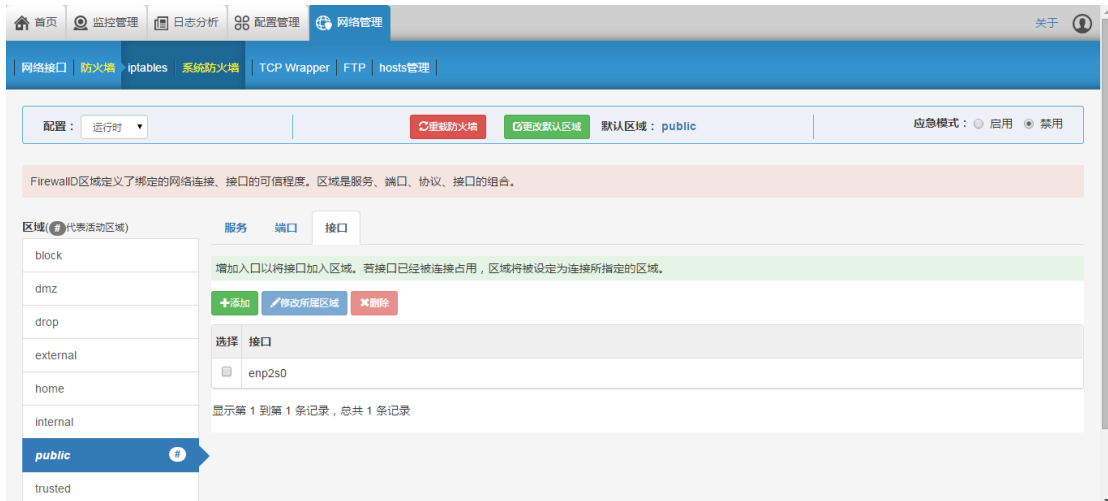 首页 监控管理 日志分析 配置管理 网络管理 关于
网络接口 防火墙 iptables 系统防火墙 TCP Wrapper FTP hosts管理
配置： 运行时 重载防火墙 更改默认区域 默认区域： public 应急模式： 启用 禁用
FirewallD区域定义了绑定的网络连接、接口的可信程度。区域是服务、端口、协议、接口的组合。
区域(#代表活动区域)
服务 端口 接口
block
增加入口以将接口加入区域。若接口已经被连接占用，区域将被设定为连接所指定的区域。
dmz
添加 修改所属区域 删除
drop
选择 接口
external
enp2s0
home
显示第 1 到第 1 条记录，总共 1 条记录
internal
public #
trusted